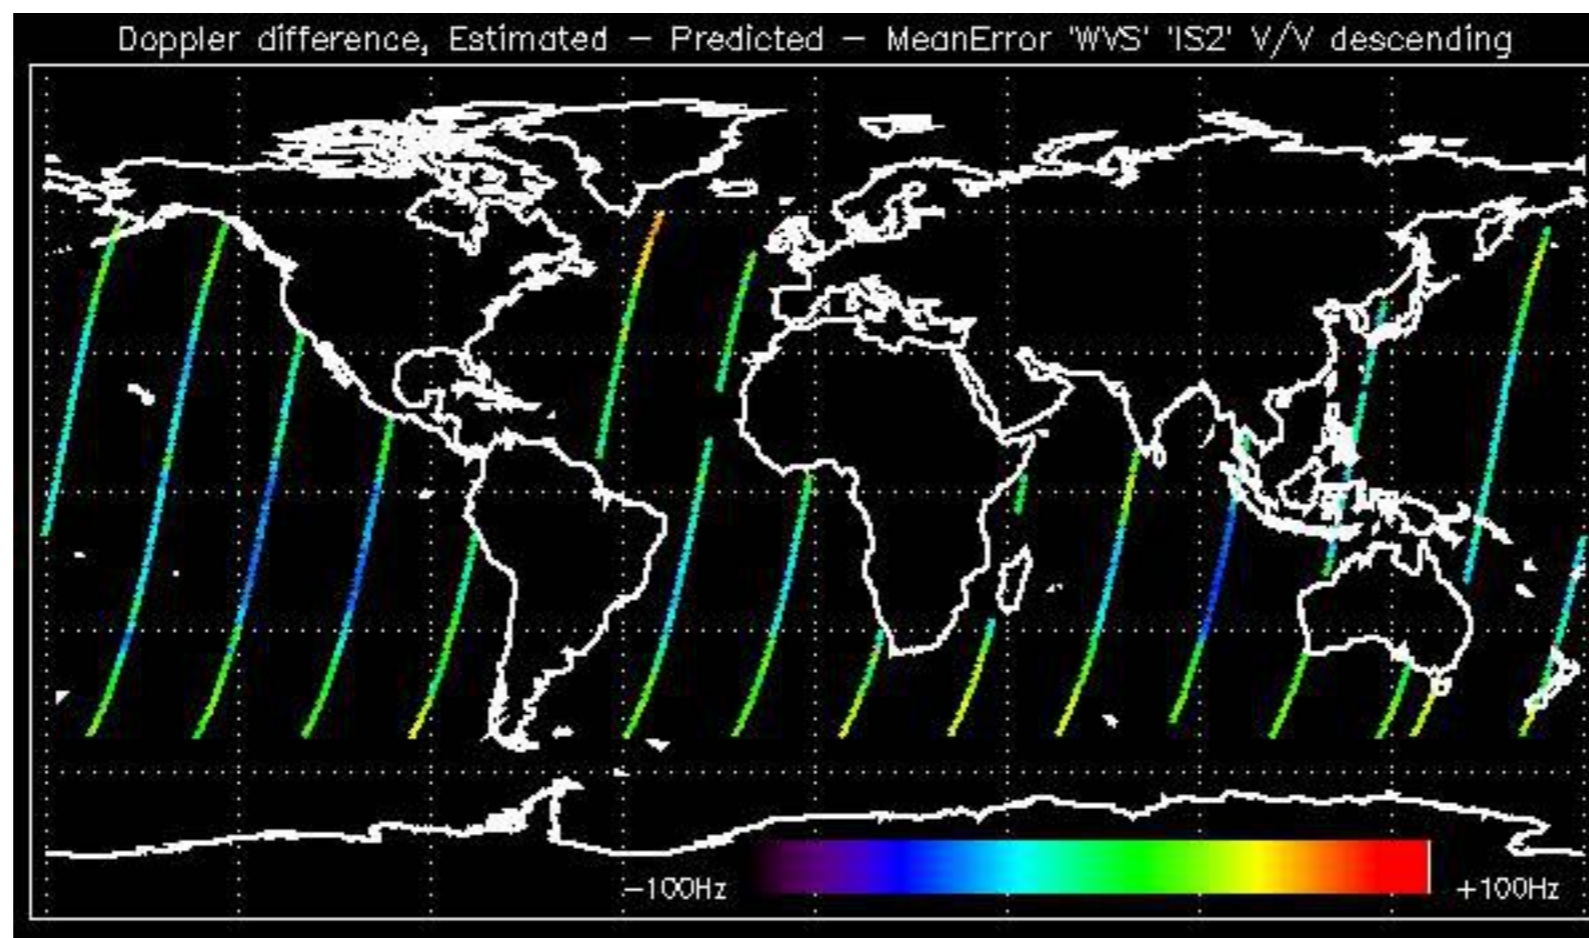 Doppler difference, Estimated - Predicted - MeanError 'WVS' 'IS2' V/V descending
-100Hz +100Hz